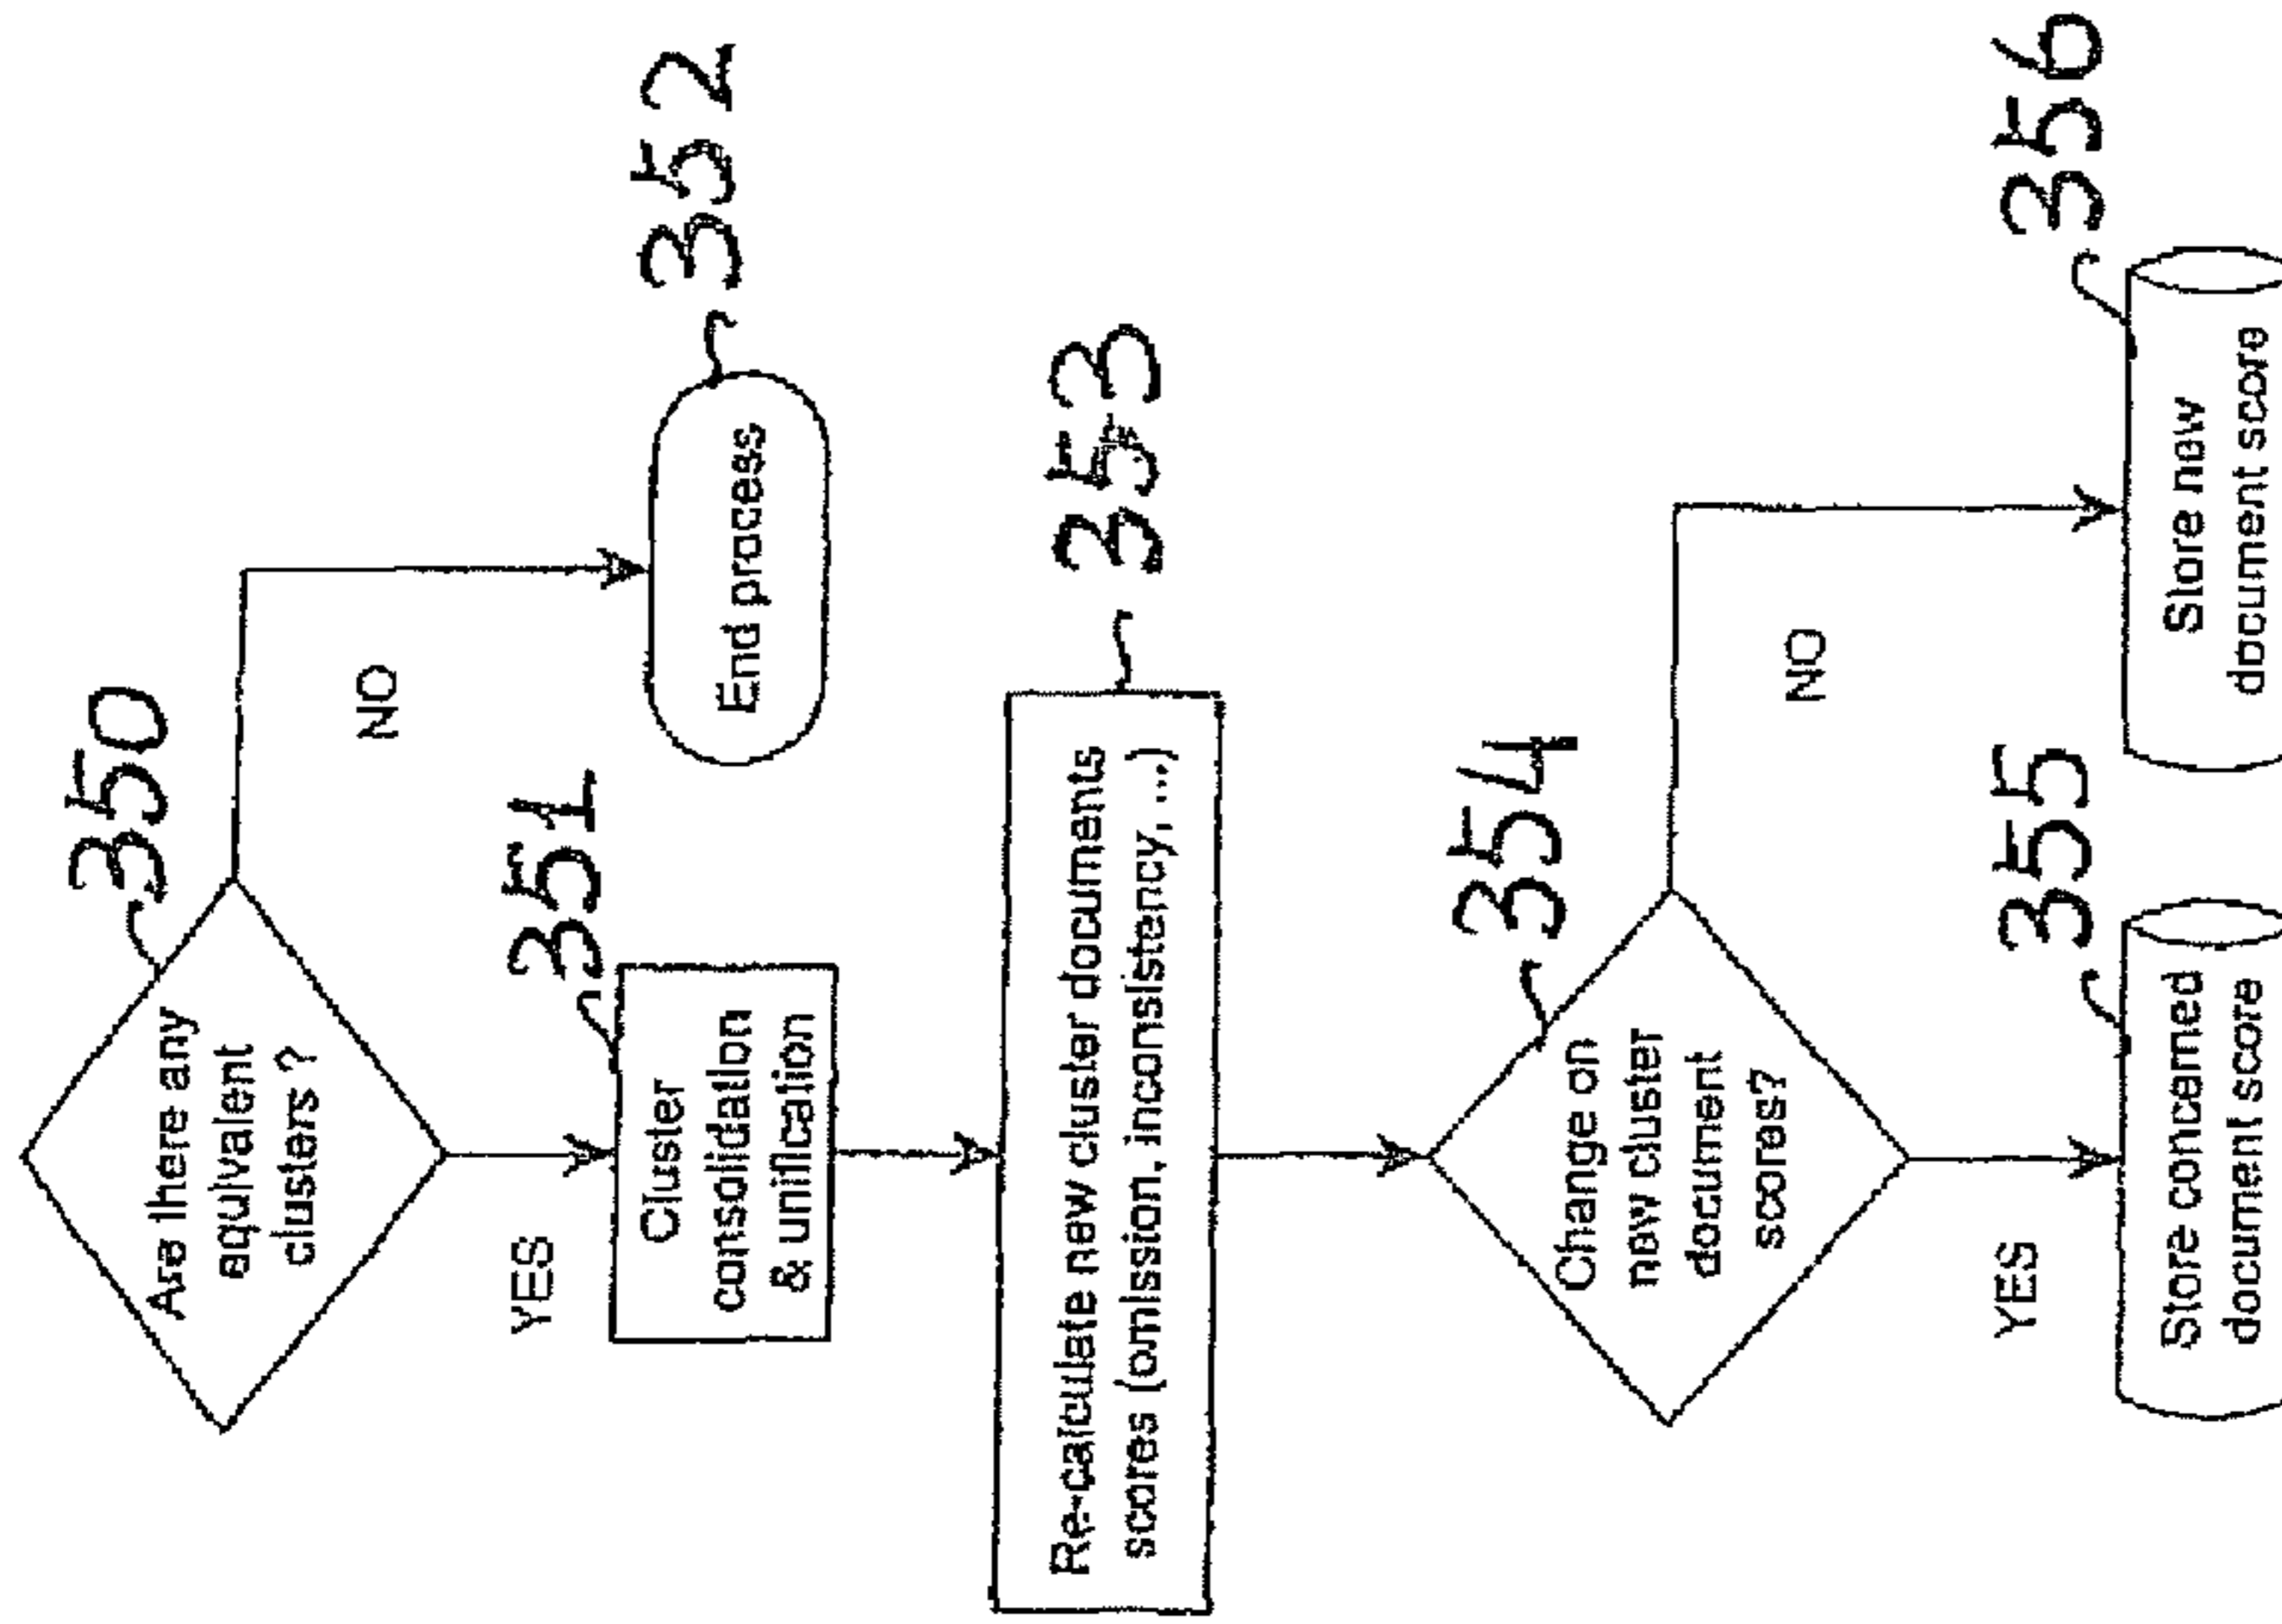 350
Are there any
equivalent
clusters ?
NO
YES
351
Cluster
consolidation
& unification
352
End process
353
Re-calculate new cluster documents
scores (omission, inconsistency, ...)
354
Change on
new cluster
document
scores?
NO
YES
355
Store concerned
document score
356
Store new
document score